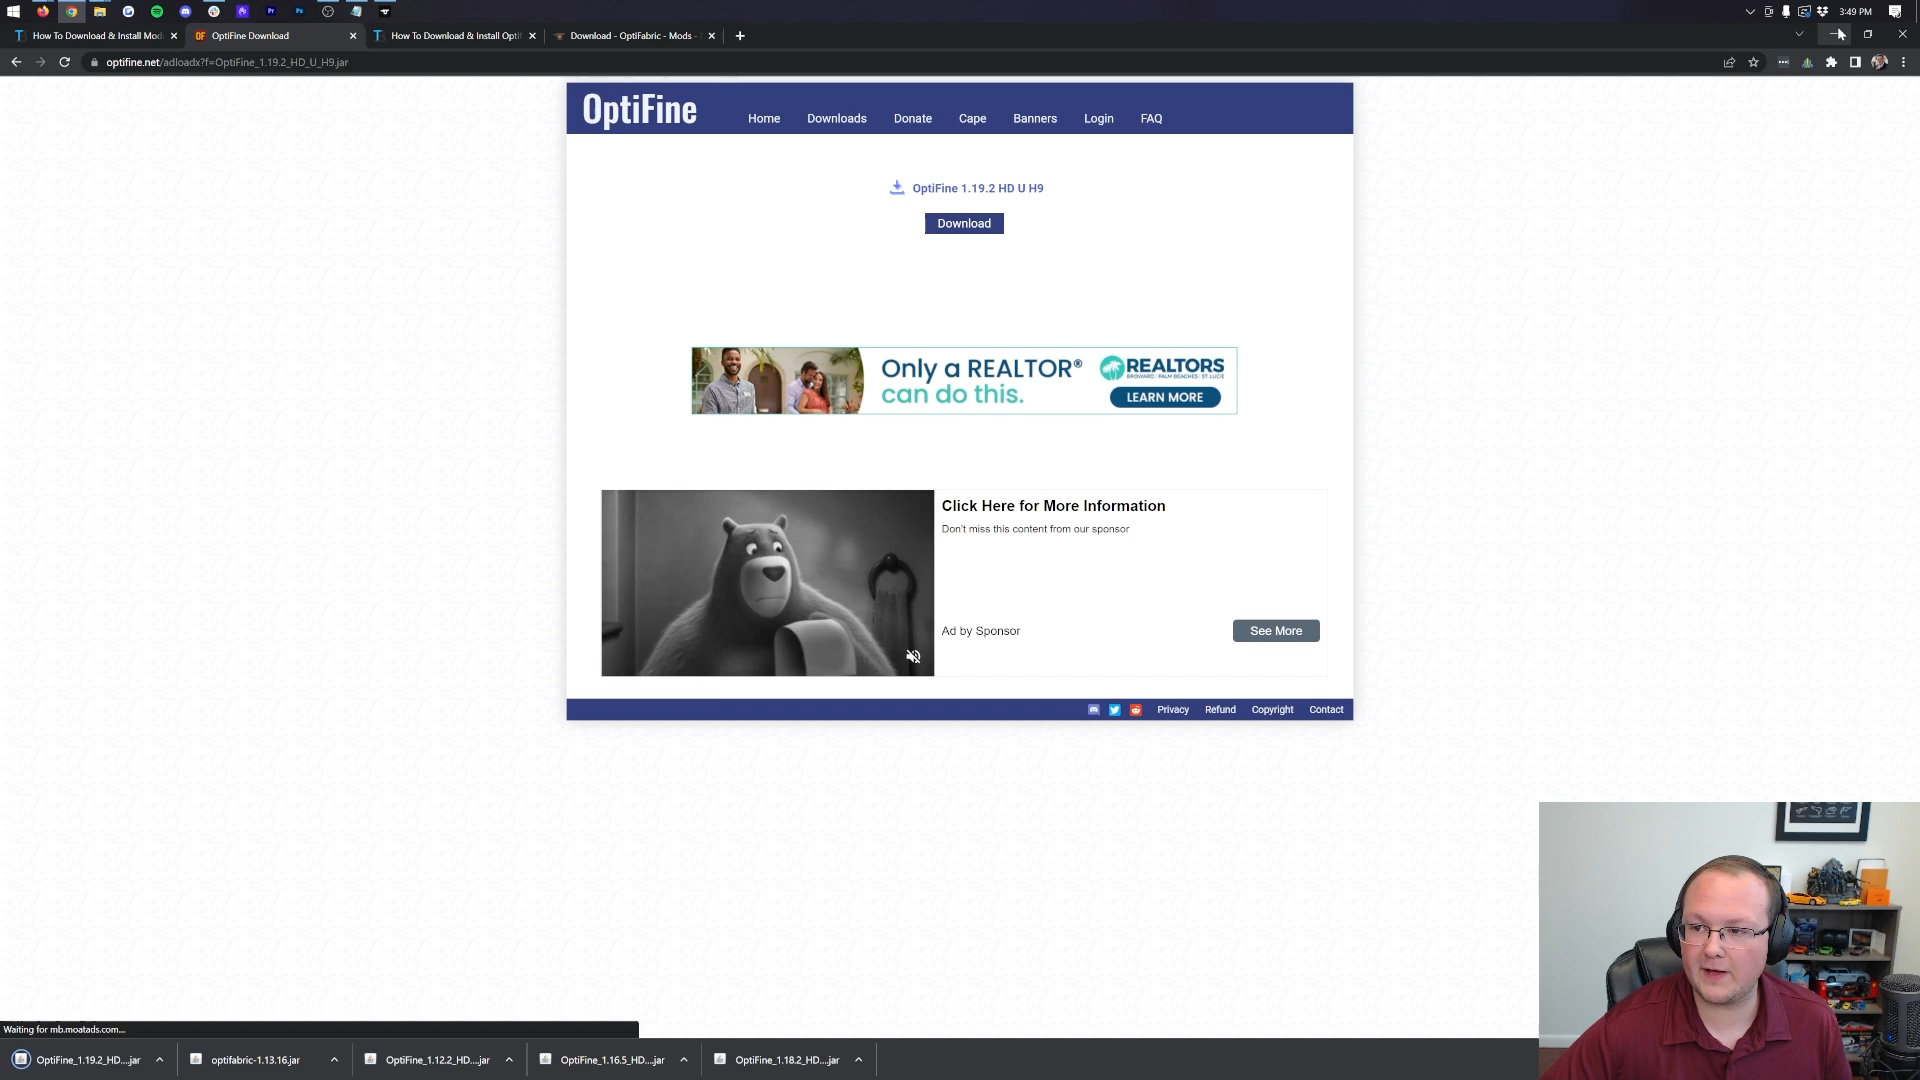 3:49 PM
How To Download & Install Mod
OptiFine Download
How To Download & Install Opti
Download - OptiFabric - Mods -
optifine.net/adloadx?f=OptiFine_1.19.2_HD_U_H9.jar
OptiFine
Home
Downloads
Donate
Cape
Banners
Login
FAQ
OptiFine 1.19.2 HD U H9
Download
Only a REALTOR®
can do this.
REALTORS
BROWARD | PALM BEACHES | ST. LUCIE
LEARN MORE
Click Here for More Information
Don't miss this content from our sponsor
Ad by Sponsor
See More
Privacy
Refund
Copyright
Contact
Waiting for mb.moatads.com...
OptiFine_1.19.2_HD....jar
optifabric-1.13.16.jar
OptiFine_1.12.2_HD....jar
OptiFine_1.16.5_HD....jar
OptiFine_1.18.2_HD....jar